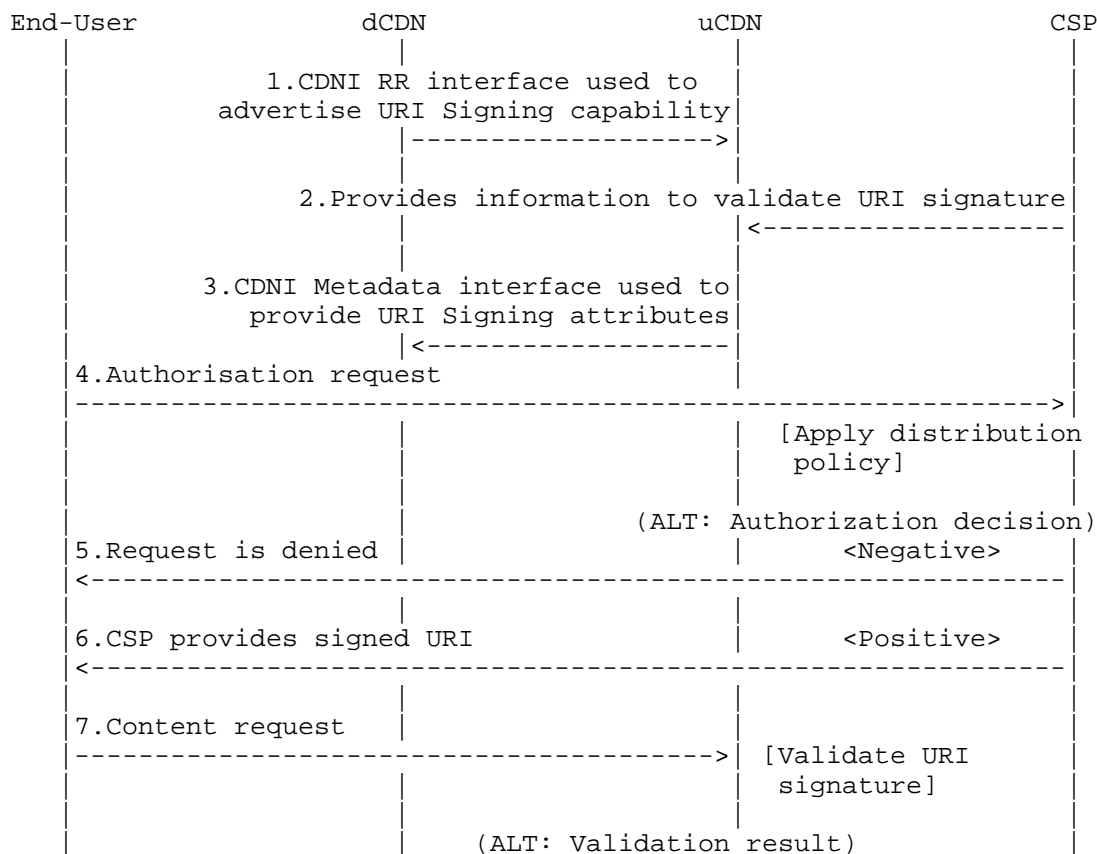 End-User dCDN uCDN CSP
1.CDNI RR interface used to
advertise URI Signing capability
2.Provides information to validate URI signature
3.CDNI Metadata interface used to
provide URI Signing attributes
4.Authorisation request
[Apply distribution
policy]
(ALT: Authorization decision)
5.Request is denied <Negative>
6.CSP provides signed URI <Positive>
7.Content request
[Validate URI
signature]
(ALT: Validation result)